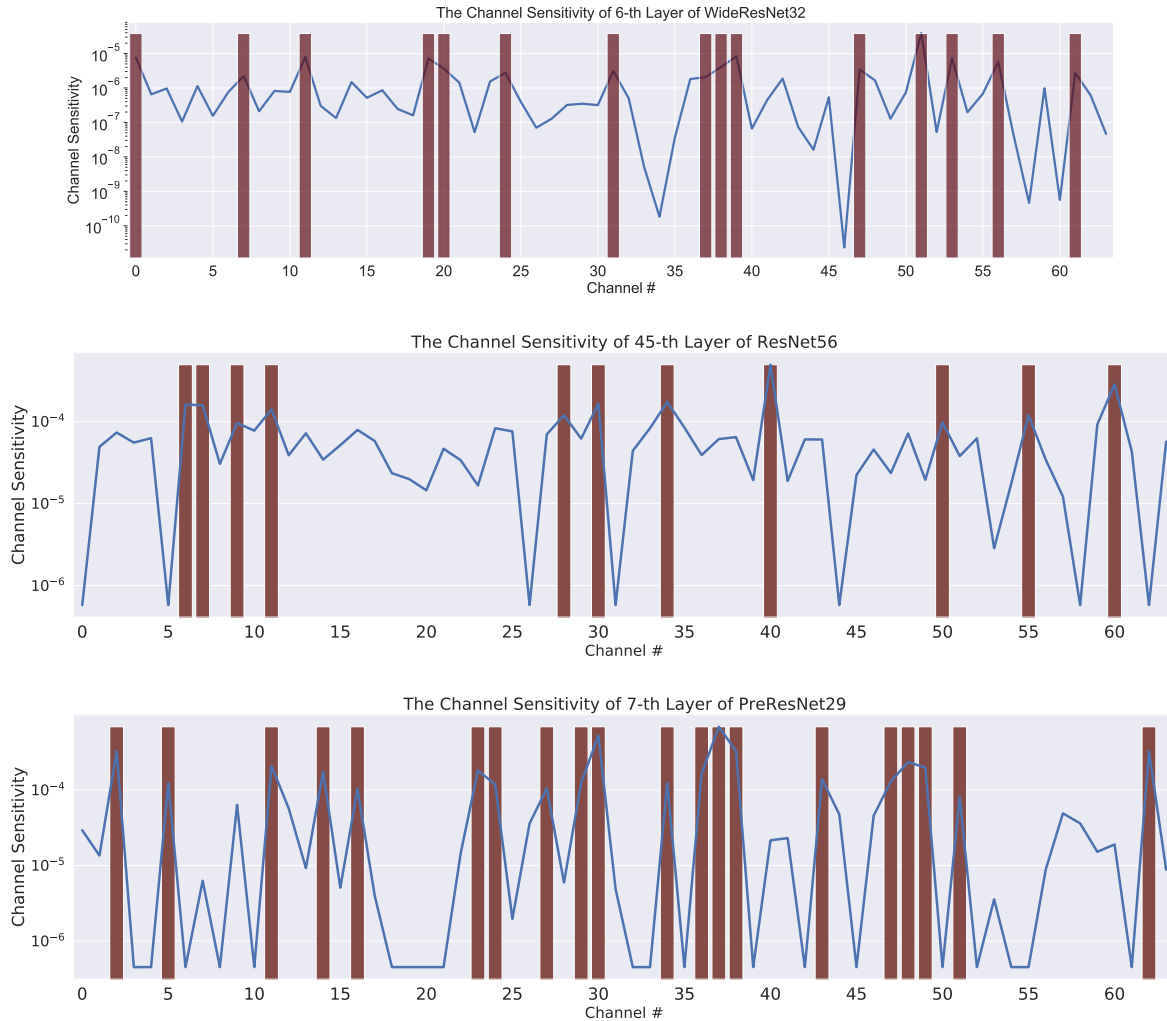 The Channel Sensitivity of 6-th Layer of WideResNet32
Channel Sensitivity
10⁻⁵
10⁻⁶
10⁻⁷
10⁻⁸
10⁻⁹
10⁻¹⁰
0 5 10 15 20 25 30 35 40 45 50 55 60
Channel #
The Channel Sensitivity of 45-th Layer of ResNet56
Channel Sensitivity
10⁻⁴
10⁻⁵
10⁻⁶
0 5 10 15 20 25 30 35 40 45 50 55 60
Channel #
The Channel Sensitivity of 7-th Layer of PreResNet29
Channel Sensitivity
10⁻⁴
10⁻⁵
10⁻⁶
0 5 10 15 20 25 30 35 40 45 50 55 60
Channel #